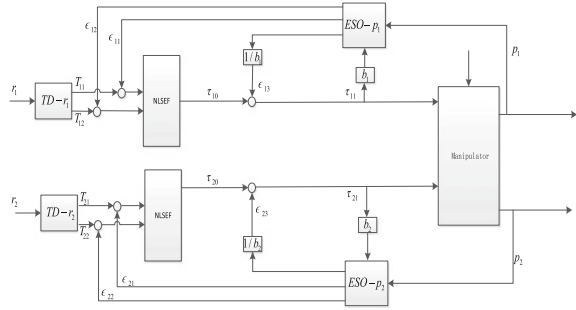 ϵ₁₂
ϵ₁₁
ESO-p₁
p₁
1/b₁
ϵ₁₃
b₁
r₁
TD-r₁
T₁₁
T₁₂
NLSEF
τ₁₀
τ₁₁
Manipulator
r₂
TD-r₂
T₂₁
T₂₂
NLSEF
τ₂₀
τ₂₁
ϵ₂₃
b₂
1/b₂
ϵ₂₁
ϵ₂₂
ESO-p₂
p₂